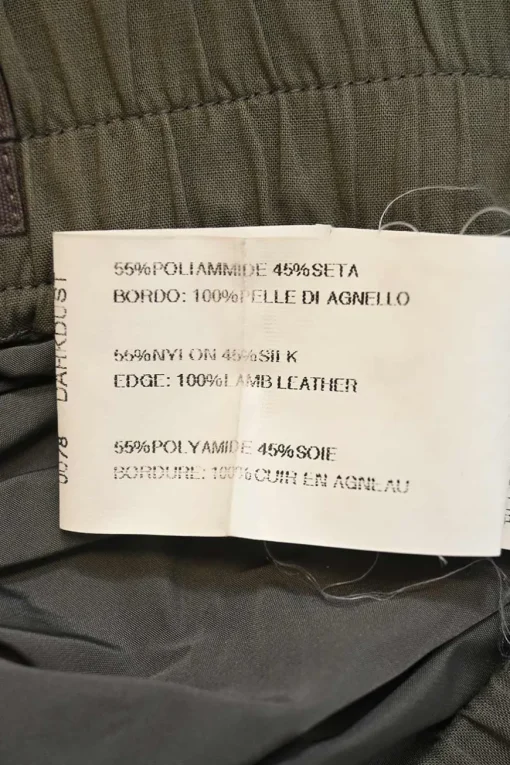 55%POLIAMMIDE 45%SETA
BORDO: 100%PELLE DI AGNELLO
55%NYLON 45%SILK
EDGE: 100%LAMB LEATHER
55%POLYAMIDE 45%SOIE
BORDURE: 100%CUIR EN AGNEAU
0078 DARKDUST